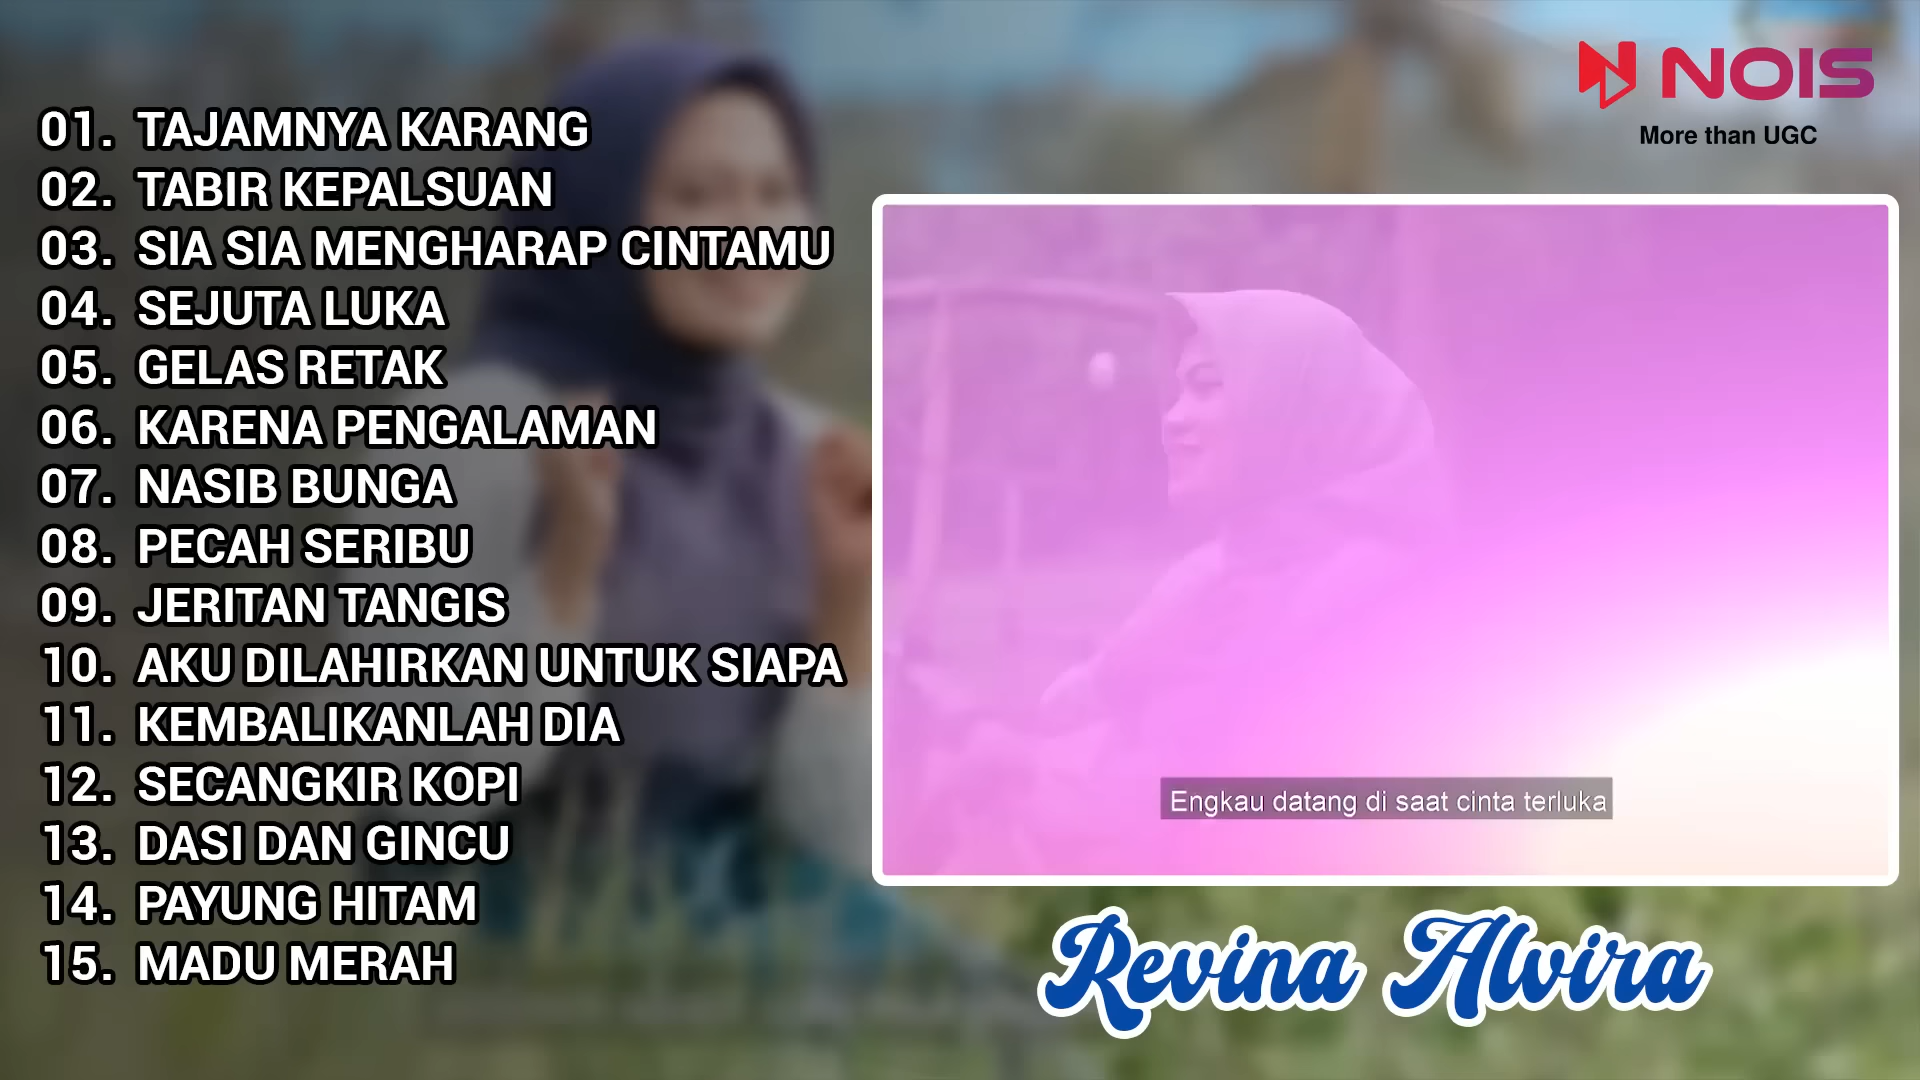 NOIS
More than UGC
01. TAJAMNYA KARANG
02. TABIR KEPALSUAN
03. SIA SIA MENGHARAP CINTAMU
04. SEJUTA LUKA
05. GELAS RETAK
06. KARENA PENGALAMAN
07. NASIB BUNGA
08. PECAH SERIBU
09. JERITAN TANGIS
10. AKU DILAHIRKAN UNTUK SIAPA
11. KEMBALIKANLAH DIA
12. SECANGKIR KOPI
13. DASI DAN GINCU
14. PAYUNG HITAM
15. MADU MERAH
Engkau datang di saat cinta terluka
Revina Alvira